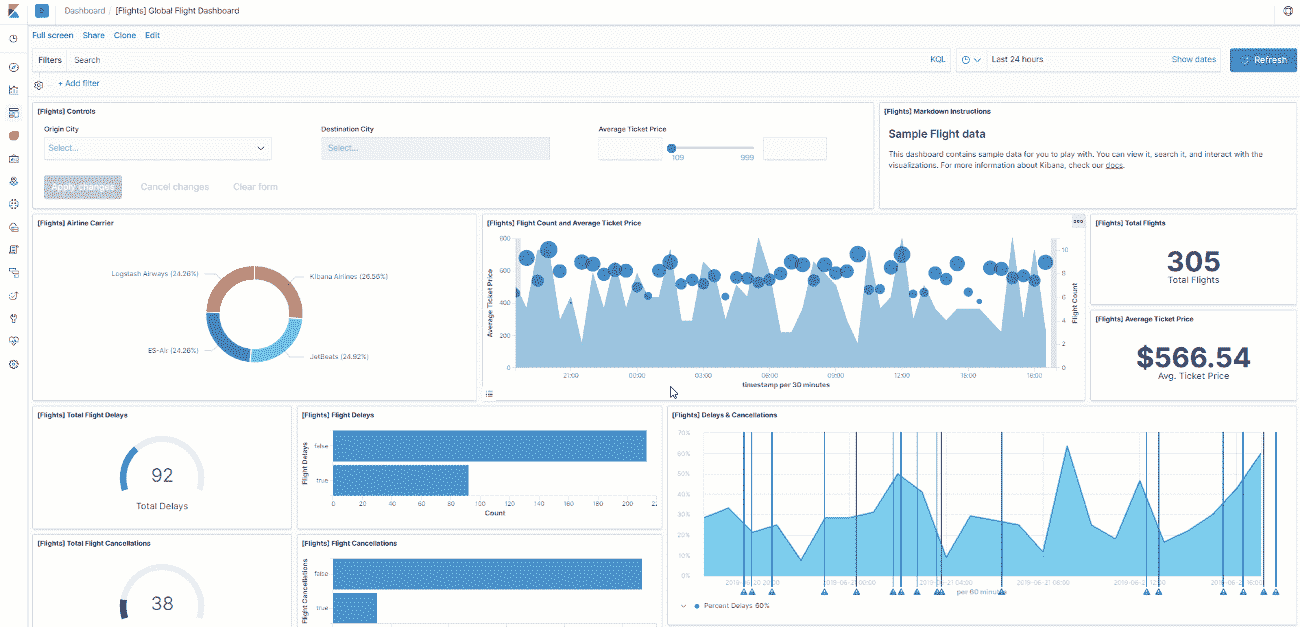 Dashboard / [Flights] Global Flight Dashboard
Full screen Share Clone Edit
Filters Search KQL Last 24 hours Show dates Refresh
+ Add filter
[Flights] Controls
Origin City Destination City Average Ticket Price
Select... Select... 109 999
Apply changes Cancel changes Clear form
[Flights] Markdown Instructions
Sample Flight data
This dashboard contains sample data for you to play with. You can view it, search it, and interact with the
visualizations. For more information about Kibana, check our docs.
[Flights] Airline Carrier
Logstash Airways (24.26%)
Kibana Airlines (26.56%)
ES-Air (24.26%)
JetBeats (24.92%)
[Flights] Flight Count and Average Ticket Price
Average Ticket Price
800
600
400
200
0
10
8
6
4
2
0
Flight Count
21:00 00:00 03:00 06:00 09:00 12:00 15:00 18:00
timestamp per 30 minutes
[Flights] Total Flights
305
Total Flights
[Flights] Average Ticket Price
$566.54
Avg. Ticket Price
[Flights] Total Flight Delays
92
Total Delays
[Flights] Flight Delays
Flight Delays
false
true
0 20 40 60 80 100 120 140 160 180 200
Count
[Flights] Delays & Cancellations
70%
60%
50%
40%
30%
20%
10%
0%
2019-06-20 20:00 2019-06-21 00:00 2019-06-21 04:00 2019-06-21 08:00 2019-06-21 12:00 2019-06-21 16:00
per 60 minutes
Percent Delays 60%
[Flights] Total Flight Cancellations
38
[Flights] Flight Cancellations
Flight Cancellations
false
true